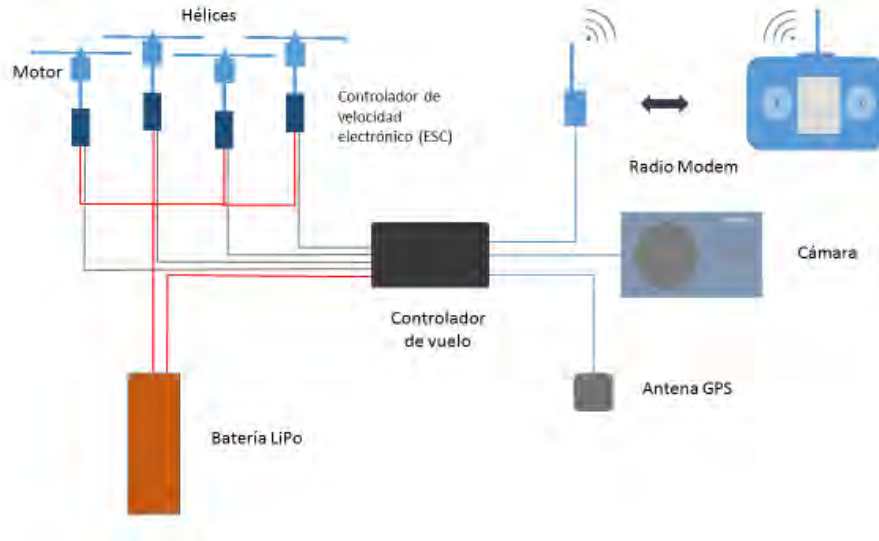 Hélices
Motor
Controlador de
velocidad
electrónico (ESC)
Radio Modem
Cámara
Controlador
de vuelo
Antena GPS
Batería LiPo